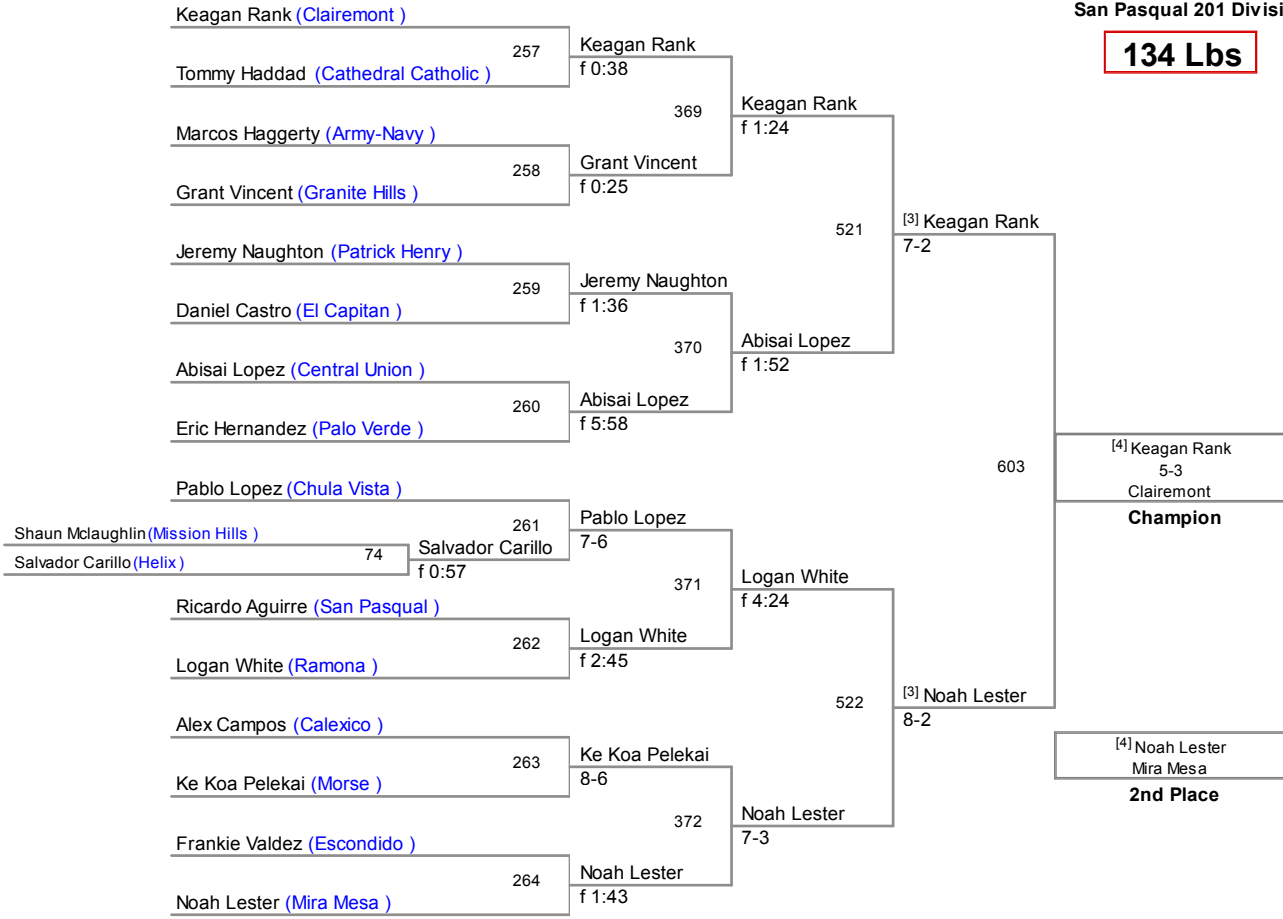 San Pasqual 201 Divisi
134 Lbs
Keagan Rank (Clairemont )
257
Tommy Haddad (Cathedral Catholic )
Keagan Rank
f 0:38
369
Marcos Haggerty (Army-Navy )
258
Grant Vincent (Granite Hills )
Grant Vincent
f 0:25
Keagan Rank
f 1:24
521
Jeremy Naughton (Patrick Henry )
259
Daniel Castro (El Capitan )
Jeremy Naughton
f 1:36
370
Abisai Lopez (Central Union )
260
Eric Hernandez (Palo Verde )
Abisai Lopez
f 5:58
Abisai Lopez
f 1:52
[3] Keagan Rank
7-2
603
Pablo Lopez (Chula Vista )
261
Shaun Mclaughlin (Mission Hills )
74
Salvador Carillo (Helix )
Salvador Carillo
f 0:57
Pablo Lopez
7-6
371
Ricardo Aguirre (San Pasqual )
262
Logan White (Ramona )
Logan White
f 2:45
Logan White
f 4:24
522
Alex Campos (Calexico )
263
Ke Koa Pelekai (Morse )
Ke Koa Pelekai
8-6
372
Frankie Valdez (Escondido )
264
Noah Lester (Mira Mesa )
Noah Lester
f 1:43
Noah Lester
7-3
[3] Noah Lester
8-2
[4] Keagan Rank
5-3
Clairemont
Champion
[4] Noah Lester
Mira Mesa
2nd Place